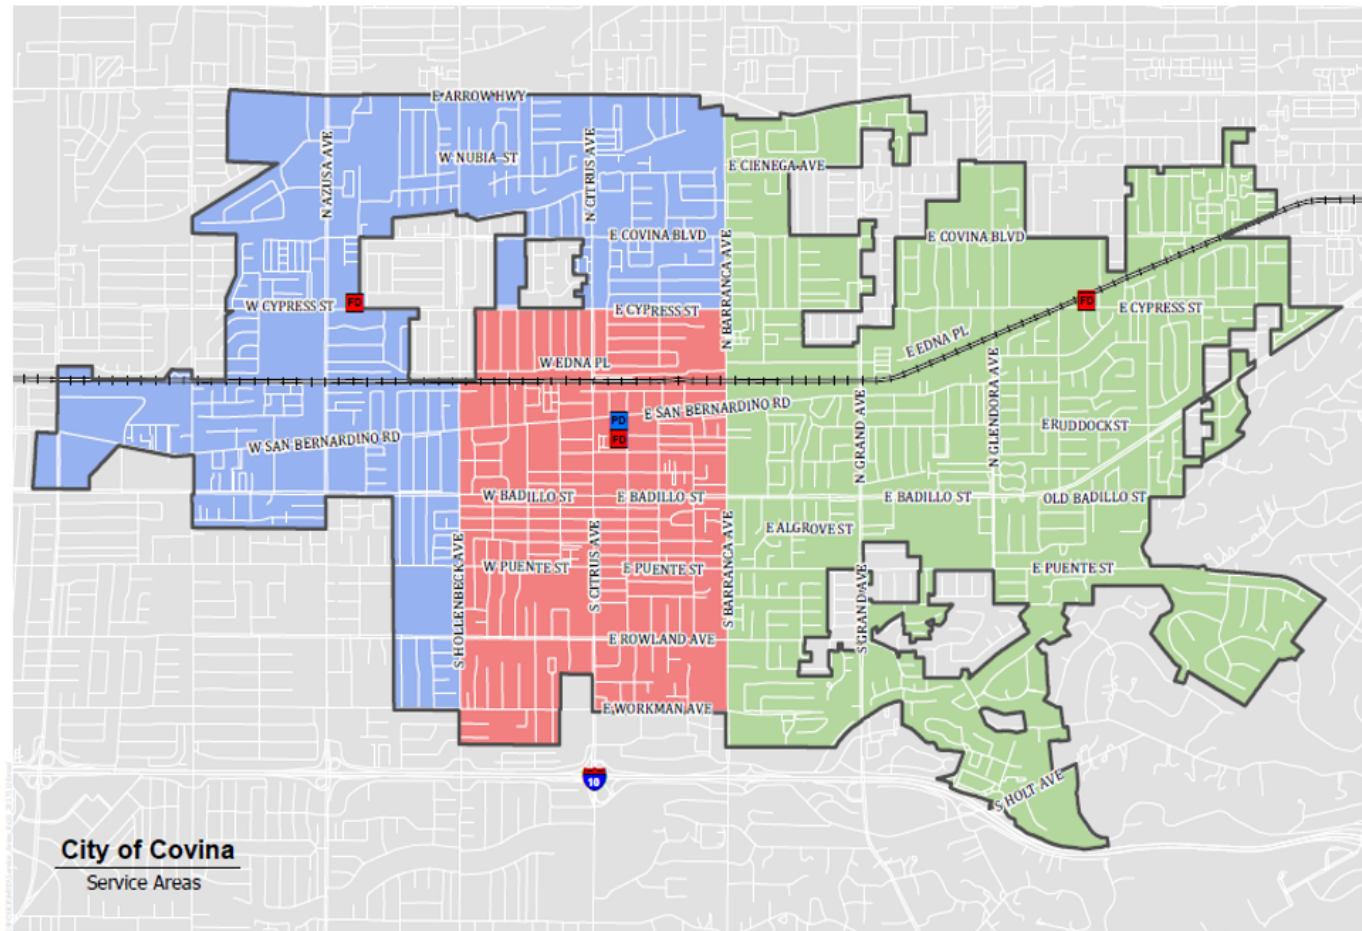 E ARROW HWY
W NUBIA ST
N AZUSA AVE
N CITRUS AVE
E CIENEGA AVE
E COVINA BLVD
E COVINA BLVD
N BARRANCA AVE
W CYPRESS ST
FD
E CYPRESS ST
FD
E CYPRESS ST
W EDNA PL
E EDNA PL
E SAN BERNARDINO RD
PD
FD
W SAN BERNARDINO RD
N GRAND AVE
N GLENDORA AVE
E RUDDOCK ST
W BADILLO ST
E BADILLO ST
E BADILLO ST
OLD BADILLO ST
E ALGROVE ST
S HOLLENBECK AVE
S CITRUS AVE
S BARRANCA AVE
S GRAND AVE
W PUENTE ST
E PUENTE ST
E PUENTE ST
E ROWLAND AVE
E WORKMAN AVE
10
S HOLT AVE
City of Covina
Service Areas